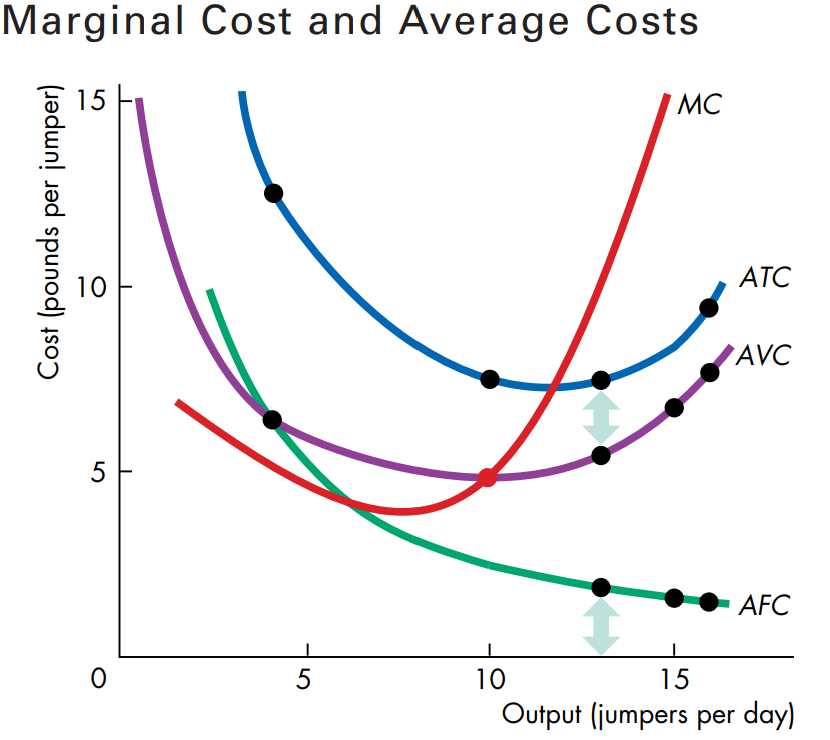 Marginal Cost and Average Costs
Cost (pounds per jumper)
15
10
5
0
5
10
15
Output (jumpers per day)
MC
ATC
AVC
AFC